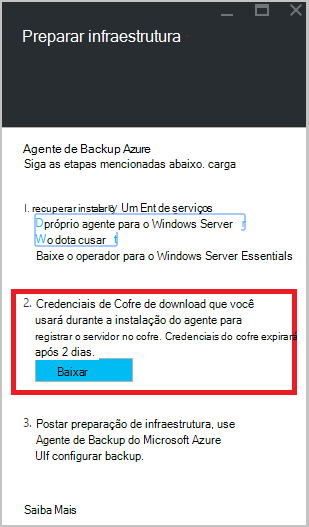 Preparar infraestrutura
Agente de Backup Azure
Siga as etapas mencionadas abaixo. carga
1. recuperar instalar Um Ent de serviços
Dpróprio agente para o Windows Server
Wo dota cusar
Baixe o operador para o Windows Server Essentials
2. Credenciais de Cofre de download que você
usará durante a instalação do agente para
registrar o servidor no cofre. Credenciais do cofre expirará
após 2 dias.
Baixar
3. Postar preparação de infraestrutura, use
Agente de Backup do Microsoft Azure
UIf configurar backup.
Saiba Mais